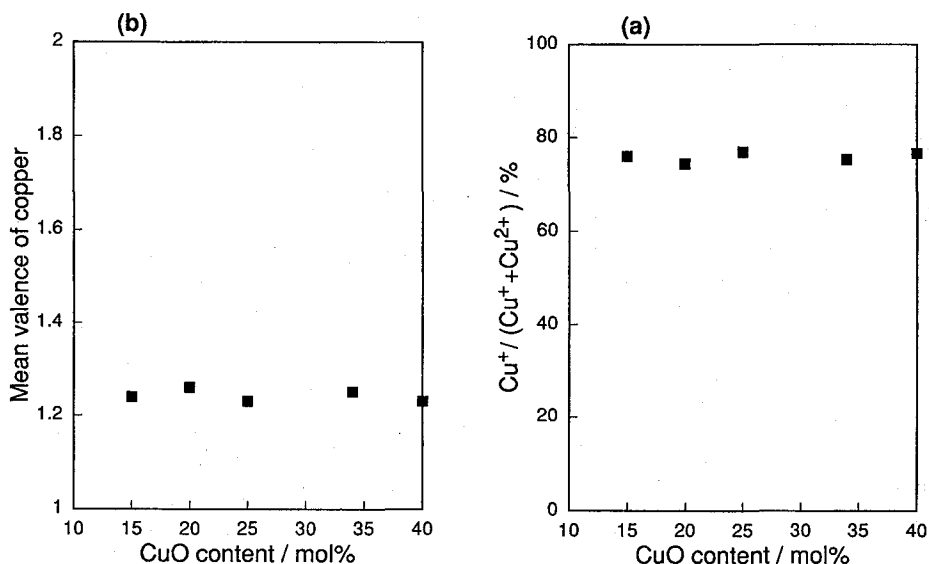 (b)
2
1.8
1.6
1.4
1.2
1
Mean valence of copper
10 15 20 25 30 35 40
CuO content / mol%
(a)
100
80
60
40
20
0
Cu⁺ / (Cu⁺+Cu²⁺) / %
10 15 20 25 30 35 40
CuO content / mol%